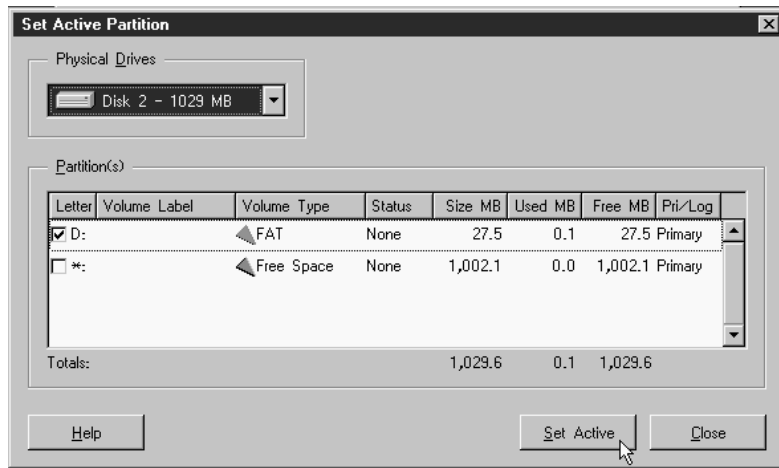 Set Active Partition
Physical Drives
Disk 2 - 1029 MB
Partition(s)
Letter Volume Label Volume Type Status Size MB Used MB Free MB Pri/Log
D: FAT None 27.5 0.1 27.5 Primary
*: Free Space None 1,002.1 0.0 1,002.1 Primary
Totals: 1,029.6 0.1 1,029.6
Help Set Active Close